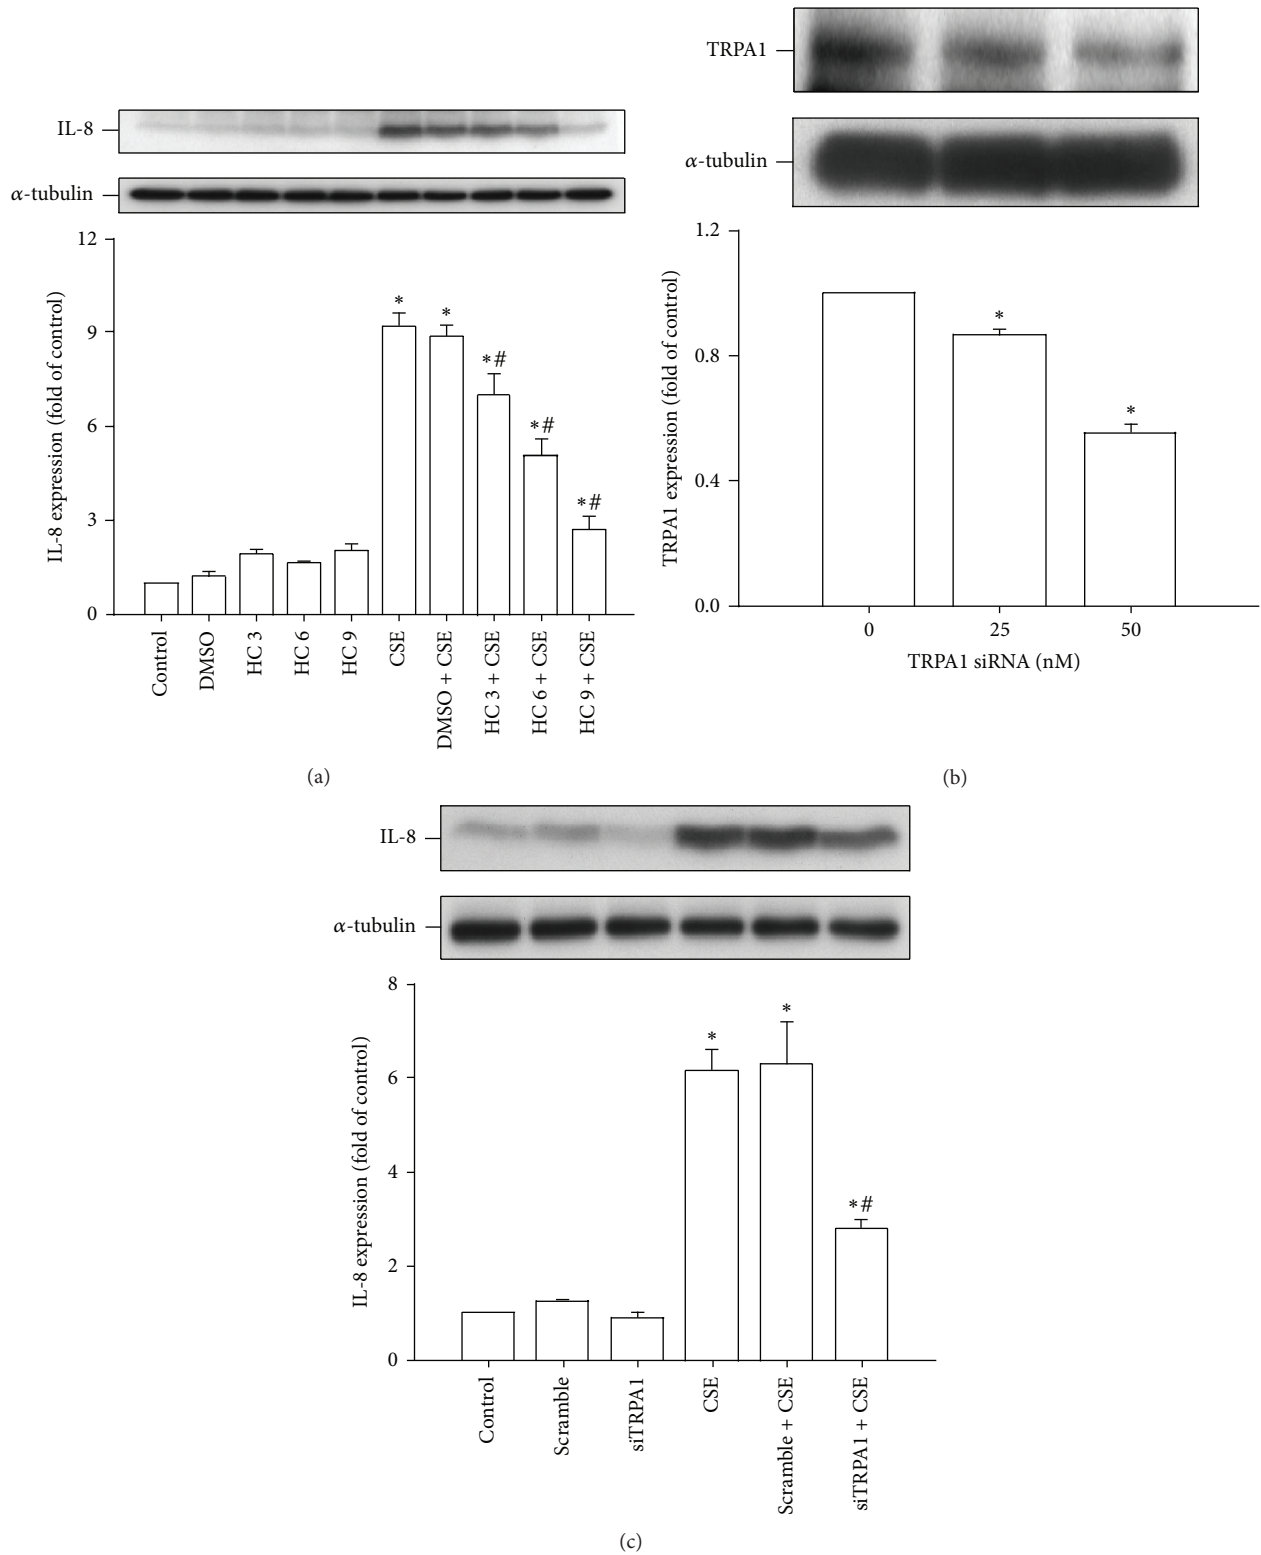 IL-8
α-tubulin
12
9
6
3
0
IL-8 expression (fold of control)
*
*
*#
*#
*#
Control
DMSO
HC 3
HC 6
HC 9
CSE
DMSO + CSE
HC 3 + CSE
HC 6 + CSE
HC 9 + CSE
(a)
TRPA1
α-tubulin
1.2
0.8
0.4
0.0
TRPA1 expression (fold of control)
*
*
0 25 50
TRPA1 siRNA (nM)
(b)
IL-8
α-tubulin
8
6
4
2
0
IL-8 expression (fold of control)
*
*
*#
Control
Scramble
siTRPA1
CSE
Scramble + CSE
siTRPA1 + CSE
(c)